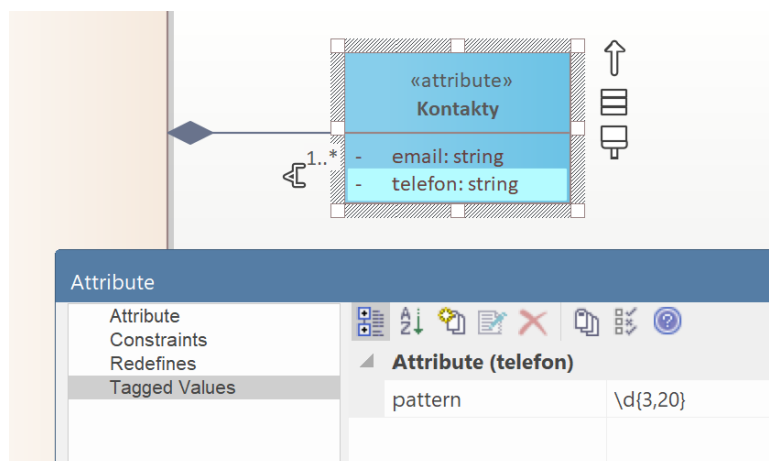 «attribute»
Kontakty
1..*
- email: string
- telefon: string
Attribute
Attribute
Constraints
Redefines
Tagged Values
Attribute (telefon)
pattern \d{3,20}